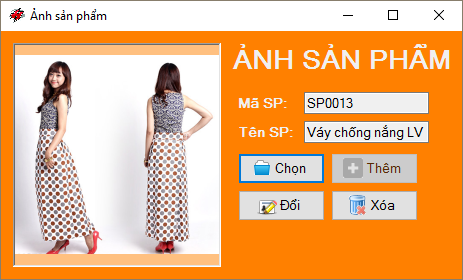 Ảnh sản phẩm
ẢNH SẢN PHẨM
Mã SP: SP0013
Tên SP: Váy chống nắng LV
Chọn Thêm
Đổi Xóa